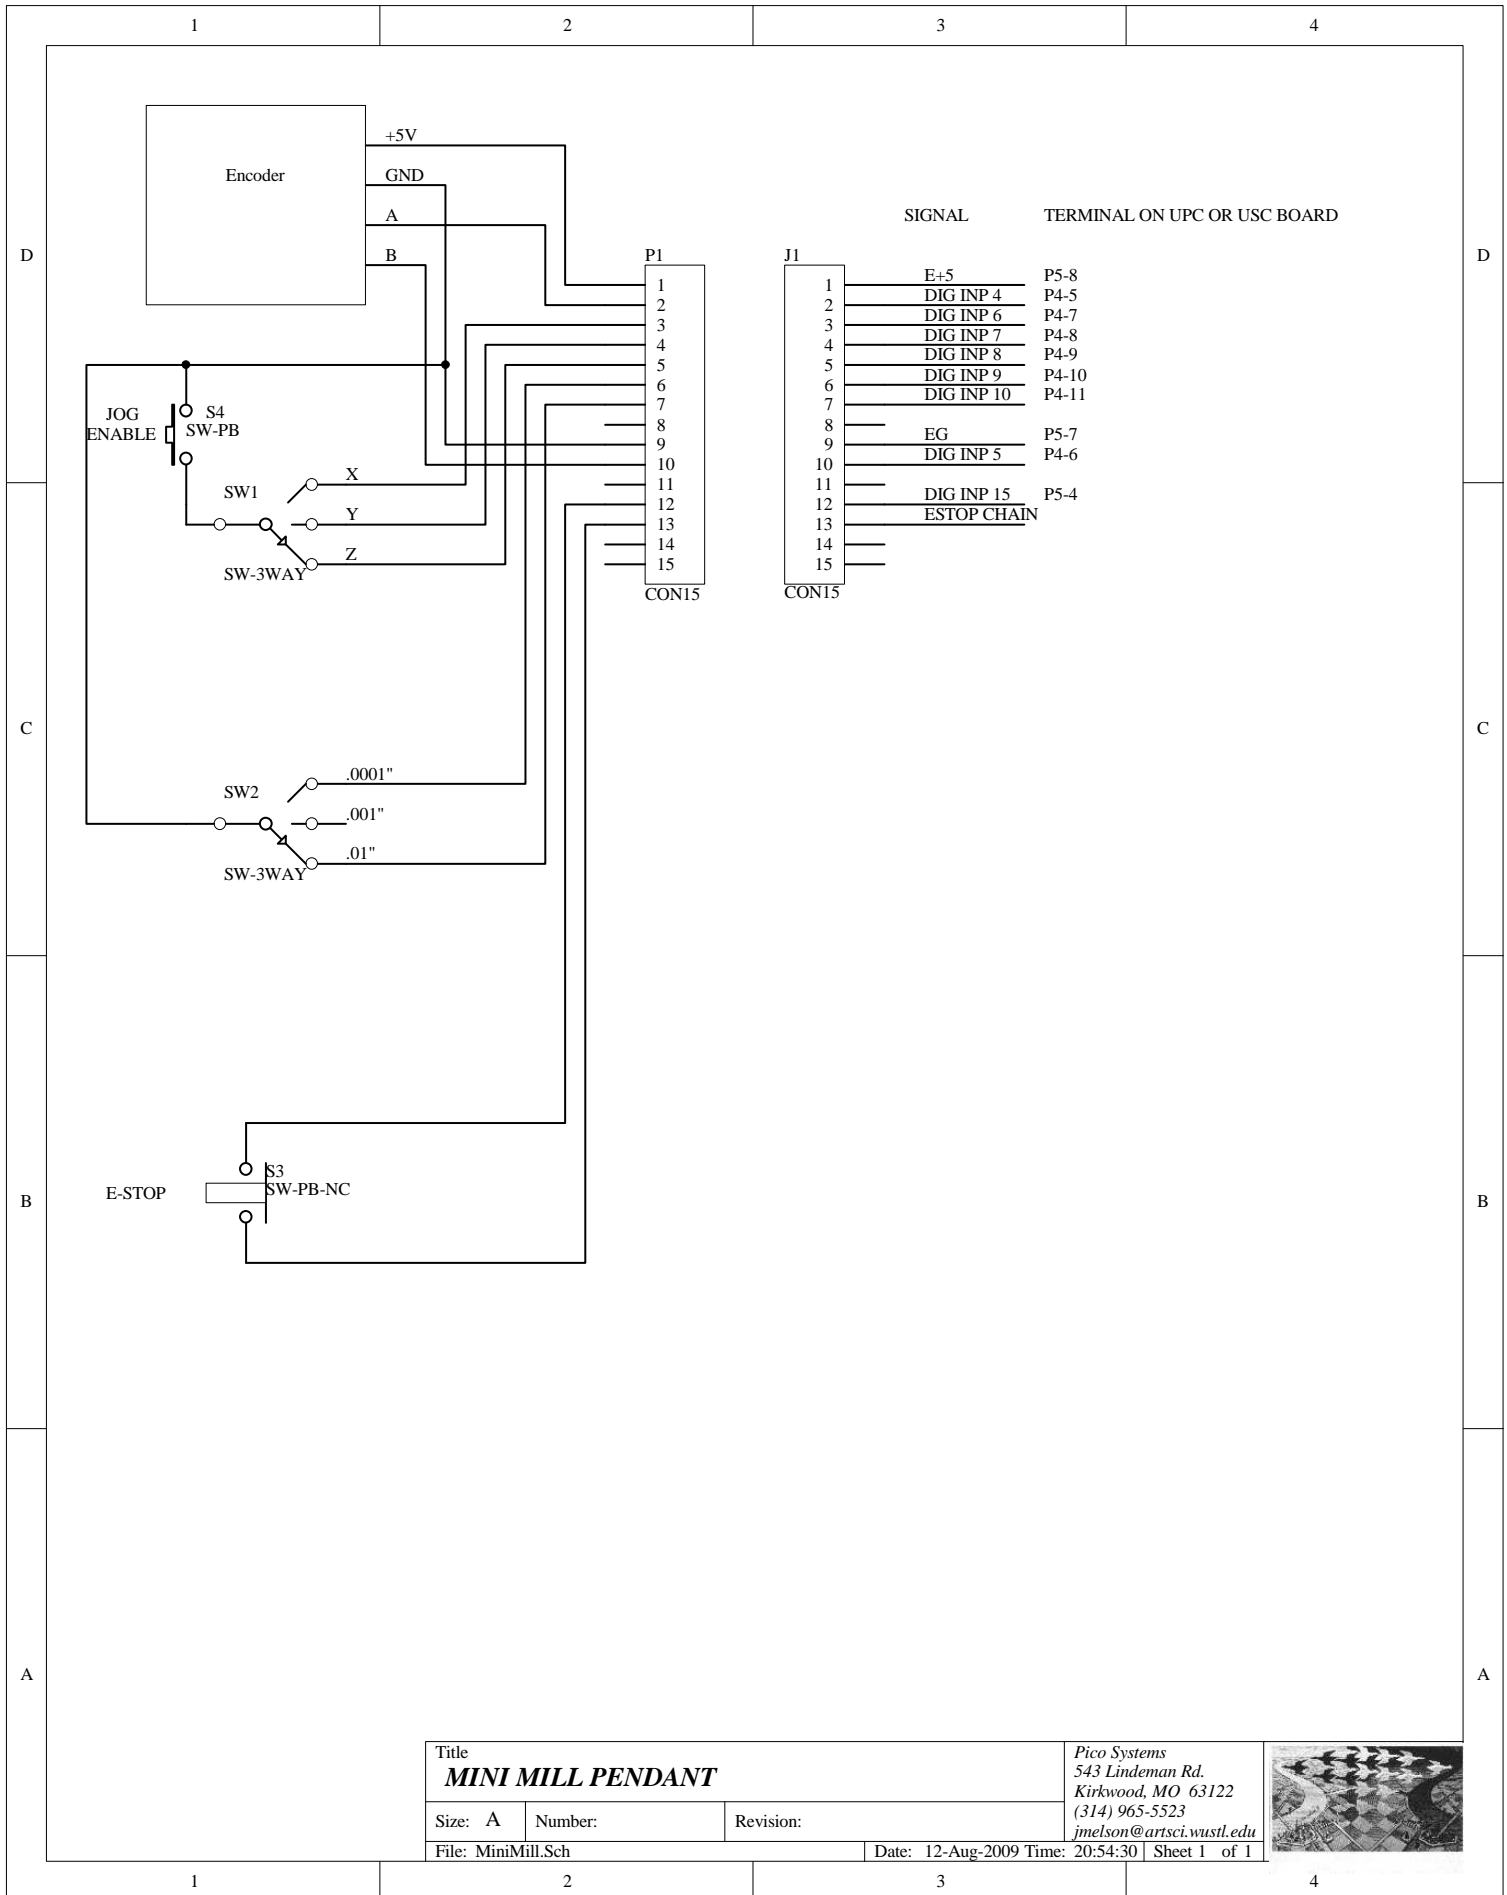 1 2 3 4
Encoder
+5V
GND
A
B
SIGNAL TERMINAL ON UPC OR USC BOARD
D D
P1
1
2
3
4
5
6
7
8
9
10
11
12
13
14
15
CON15
J1
1 E+5 P5-8
2 DIG INP 4 P4-5
3 DIG INP 6 P4-7
4 DIG INP 7 P4-8
5 DIG INP 8 P4-9
6 DIG INP 9 P4-10
7 DIG INP 10 P4-11
8
9 EG P5-7
10 DIG INP 5 P4-6
11
12 DIG INP 15 P5-4
13 ESTOP CHAIN
14
15
CON15
JOG
ENABLE
S4
SW-PB
SW1
X
Y
Z
SW-3WAY
C C
SW2
.0001"
.001"
.01"
SW-3WAY
E-STOP
S3
SW-PB-NC
B B
A A
Title
MINI MILL PENDANT
Size: A Number: Revision:
File: MiniMill.Sch Date: 12-Aug-2009 Time: 20:54:30 Sheet 1 of 1
Pico Systems
543 Lindeman Rd.
Kirkwood, MO 63122
(314) 965-5523
jmelson@artsci.wustl.edu
1 2 3 4